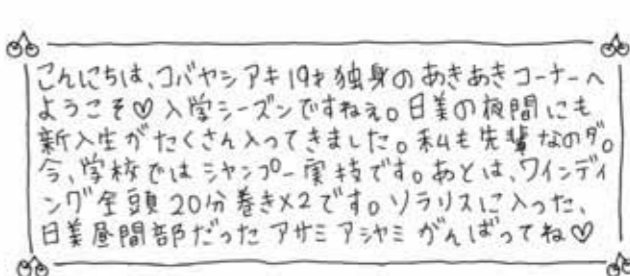 こんにちは、コバヤシアキ19才独身のあきあきコーナーへ
ようこそ♡入学シーズンですねぇ。日美の夜間にも
新入生がたくさん入ってきました。私も先輩なのダ。
今、学校ではシャンプー実技です。あとは、ワインディ
ング全頭20分巻き×2です。ソラリスに入った、
日美昼間部だったアサミアシャミがんばってね♡